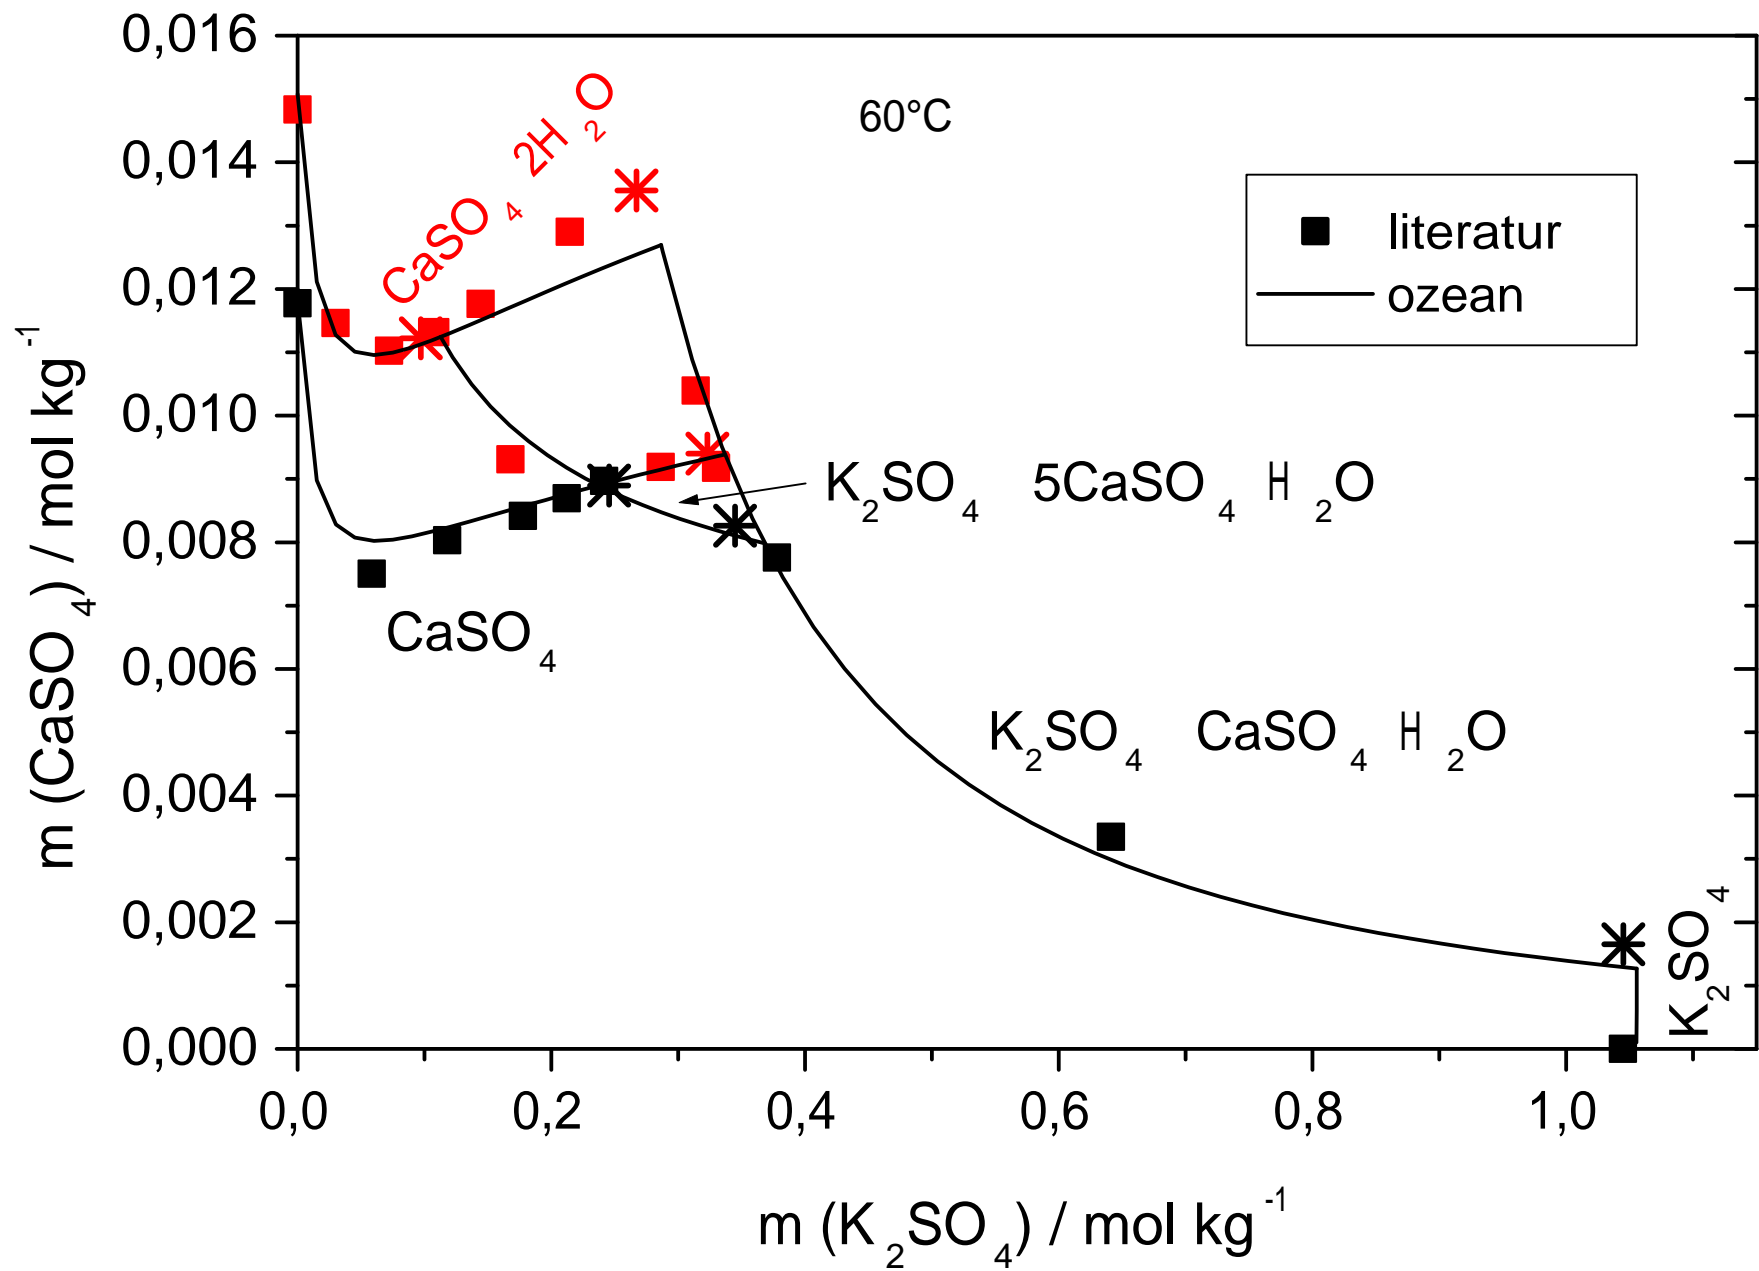 0,016
0,014
0,012
0,010
0,008
0,006
0,004
0,002
0,000
m (CaSO4) / mol kg-1
CaSO4 2H2O
60°C
literatur
ozean
K2SO4 5CaSO4 H2O
CaSO4
K2SO4 CaSO4 H2O
K2SO4
0,0 0,2 0,4 0,6 0,8 1,0
m (K2SO4) / mol kg-1